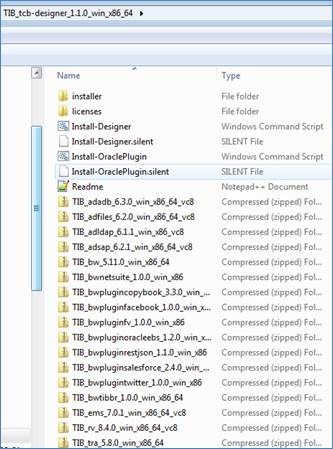 TIB_tcb-designer_1.1.0_win_x86_64
Name Type
installer File folder
licenses File folder
Install-Designer Windows Command Script
Install-Designer.silent SILENT File
Install-OraclePlugin Windows Command Script
Install-OraclePlugin.silent SILENT File
Readme Notepad++ Document
TIB_adadb_6.3.0_win_x86_64_vc8 Compressed (zipped) Fol...
TIB_adfiles_6.2.0_win_x86_64_vc8 Compressed (zipped) Fol...
TIB_adldap_6.1.1_win_x86_64_vc8 Compressed (zipped) Fol...
TIB_adsap_6.2.1_win_x86_64_vc8 Compressed (zipped) Fol...
TIB_bw_5.11.0_win_x86_64 Compressed (zipped) Fol...
TIB_bwnetsuite_1.0.0_win_x86 Compressed (zipped) Fol...
TIB_bwplugincopybook_3.3.0_win_x... Compressed (zipped) Fol...
TIB_bwpluginfacebook_1.0.0_win_x... Compressed (zipped) Fol...
TIB_bwpluginfv_1.0.0_win_x86 Compressed (zipped) Fol...
TIB_bwpluginoracleebs_1.2.0_win_x... Compressed (zipped) Fol...
TIB_bwpluginrestjson_1.1.0_win_x86 Compressed (zipped) Fol...
TIB_bwpluginsalesforce_2.4.0_win_... Compressed (zipped) Fol...
TIB_bwplugintwitter_1.0.0_win_x86 Compressed (zipped) Fol...
TIB_bwtibbr_1.0.0_win_x86_64 Compressed (zipped) Fol...
TIB_ems_7.0.1_win_x86_64_vc8 Compressed (zipped) Fol...
TIB_rv_8.4.0_win_x86_64_vc8 Compressed (zipped) Fol...
TIB_tra_5.8.0_win_x86_64 Compressed (zipped) Fol...